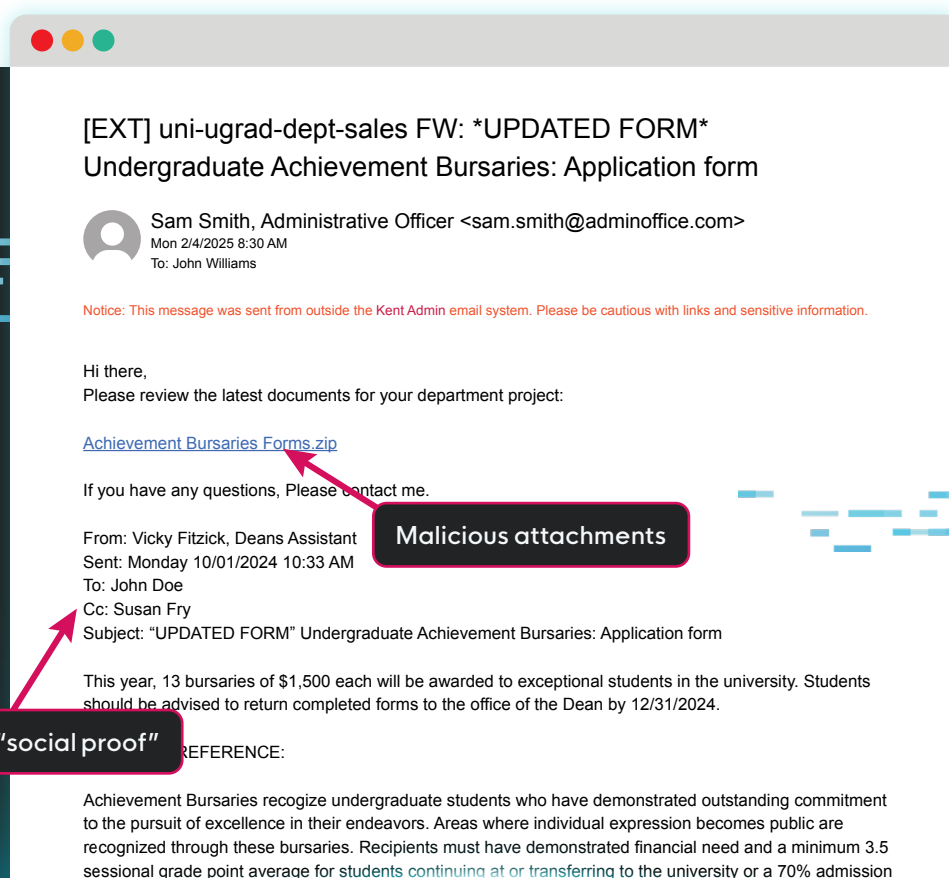 [EXT] uni-ugrad-dept-sales FW: *UPDATED FORM*
Undergraduate Achievement Bursaries: Application form
Sam Smith, Administrative Officer <sam.smith@adminoffice.com>
Mon 2/4/2025 8:30 AM
To: John Williams
Notice: This message was sent from outside the Kent Admin email system. Please be cautious with links and sensitive information.
Hi there,
Please review the latest documents for your department project:
Achievement Bursaries Forms.zip
If you have any questions, Please contact me.
Malicious attachments
From: Vicky Fitzick, Deans Assistant
Sent: Monday 10/01/2024 10:33 AM
To: John Doe
Cc: Susan Fry
Subject: “UPDATED FORM” Undergraduate Achievement Bursaries: Application form
This year, 13 bursaries of $1,500 each will be awarded to exceptional students in the university. Students
should be advised to return completed forms to the office of the Dean by 12/31/2024.
“social proof”
REFERENCE:
Achievement Bursaries recogize undergraduate students who have demonstrated outstanding commitment
to the pursuit of excellence in their endeavors. Areas where individual expression becomes public are
recognized through these bursaries. Recipients must have demonstrated financial need and a minimum 3.5
sessional grade point average for students continuing at or transferring to the university or a 70% admission